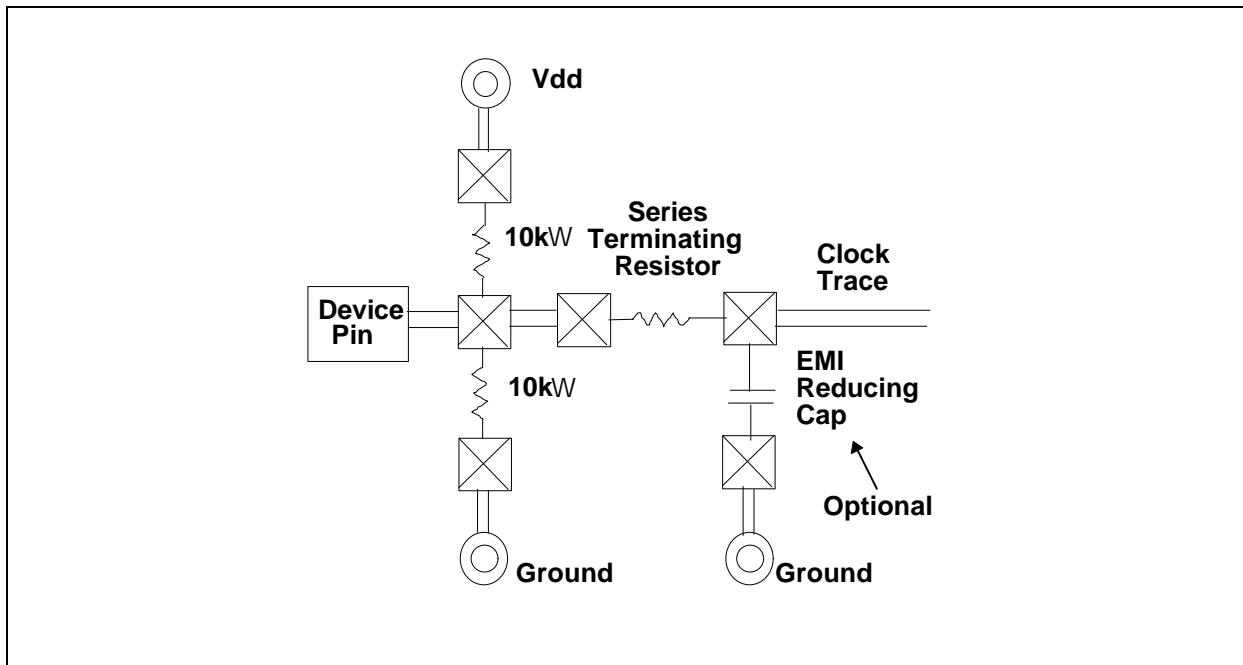 Vdd
10kW
Series
Terminating
Resistor
Clock
Trace
Device
Pin
10kW
EMI
Reducing
Cap
Optional
Ground
Ground